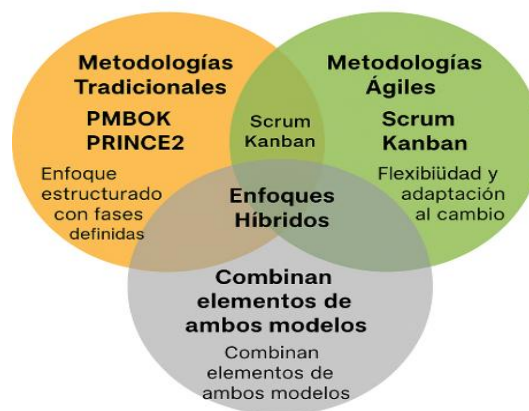 Metodologías
Tradicionales
PMBOK
PRINCE2
Enfoque
estructurado
con fases
definidas
Scrum
Kanban
Metodologías
Ágiles
Scrum
Kanban
Flexibiüdad y
adaptación
al cambio
Enfoques
Híbridos
Combinan
elementos de
ambos modelos
Combinan
elementos de
ambos modelos